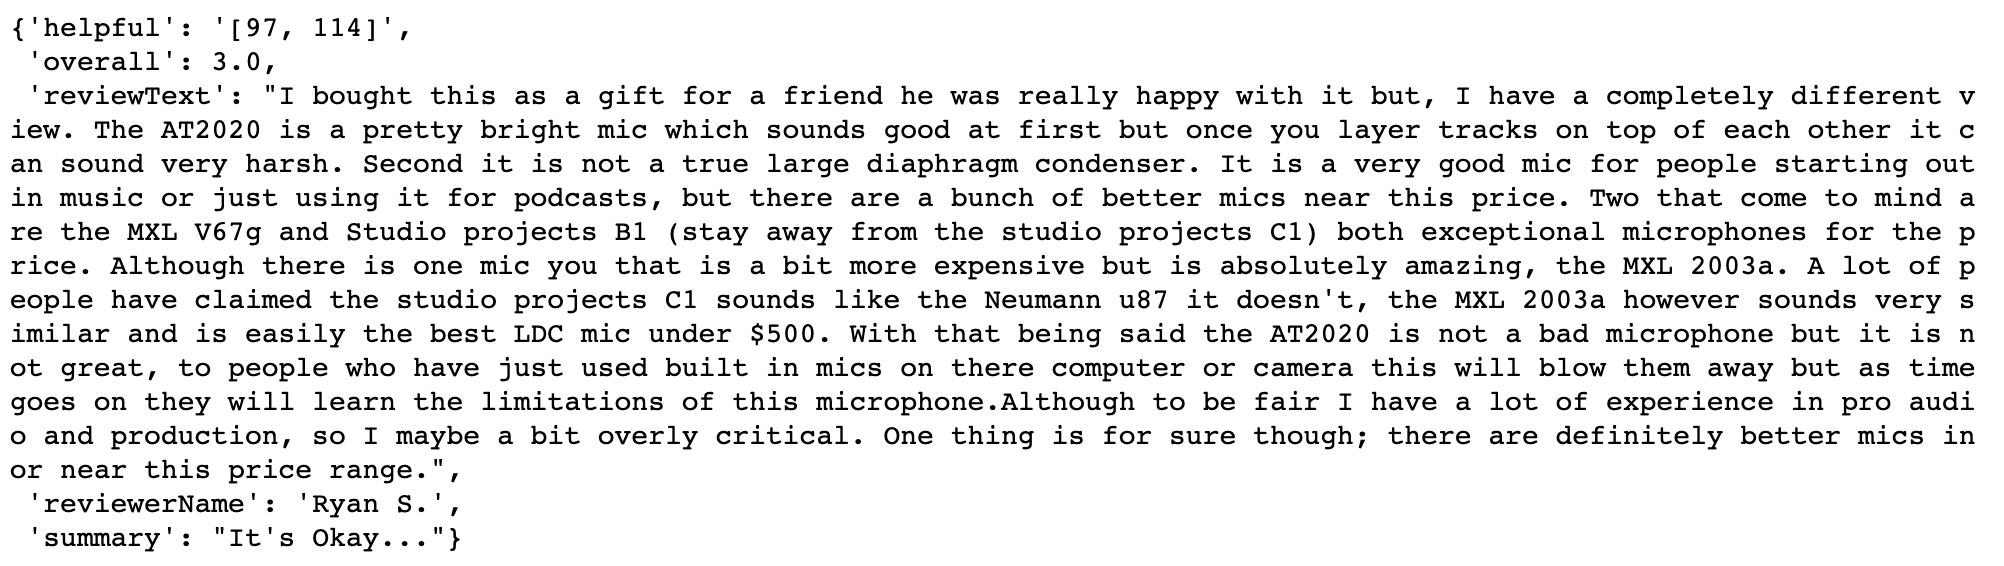 {'helpful': '[97, 114]',
 'overall': 3.0,
 'reviewText': "I bought this as a gift for a friend he was really happy with it but, I have a completely different v
iew. The AT2020 is a pretty bright mic which sounds good at first but once you layer tracks on top of each other it c
an sound very harsh. Second it is not a true large diaphragm condenser. It is a very good mic for people starting out
in music or just using it for podcasts, but there are a bunch of better mics near this price. Two that come to mind a
re the MXL V67g and Studio projects B1 (stay away from the studio projects C1) both exceptional microphones for the p
rice. Although there is one mic you that is a bit more expensive but is absolutely amazing, the MXL 2003a. A lot of p
eople have claimed the studio projects C1 sounds like the Neumann u87 it doesn't, the MXL 2003a however sounds very s
imilar and is easily the best LDC mic under $500. With that being said the AT2020 is not a bad microphone but it is n
ot great, to people who have just used built in mics on there computer or camera this will blow them away but as time
goes on they will learn the limitations of this microphone.Although to be fair I have a lot of experience in pro audi
o and production, so I maybe a bit overly critical. One thing is for sure though; there are definitely better mics in
or near this price range.",
 'reviewerName': 'Ryan S.',
 'summary': "It's Okay..."}